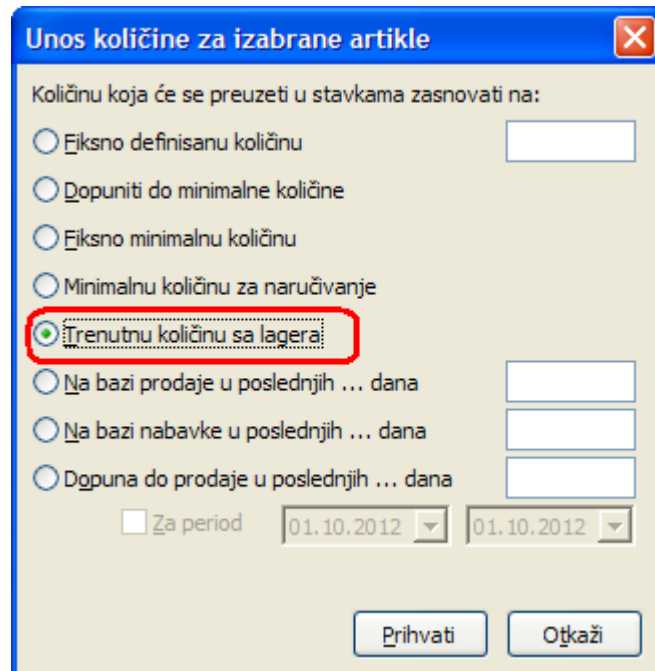 Unos količine za izabrane artikle
Količinu koja će se preuzeti u stavkama zasnovati na:
Fiksno definisanu količinu
Dopuniti do minimalne količine
Fiksno minimalnu količinu
Minimalnu količinu za naručivanje
Trenutnu količinu sa lagera
Na bazi prodaje u poslednjih ... dana
Na bazi nabavke u poslednjih ... dana
Dopuna do prodaje u poslednjih ... dana
Za period 01.10.2012 01.10.2012
Prihvati Otkaži